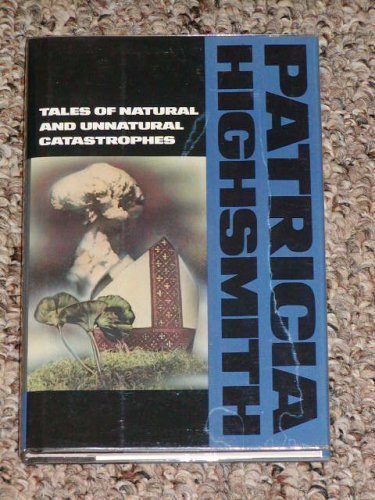 TALES OF NATURAL
AND UNNATURAL
CATASTROPHES
PATRICIA
HIGHSMITH